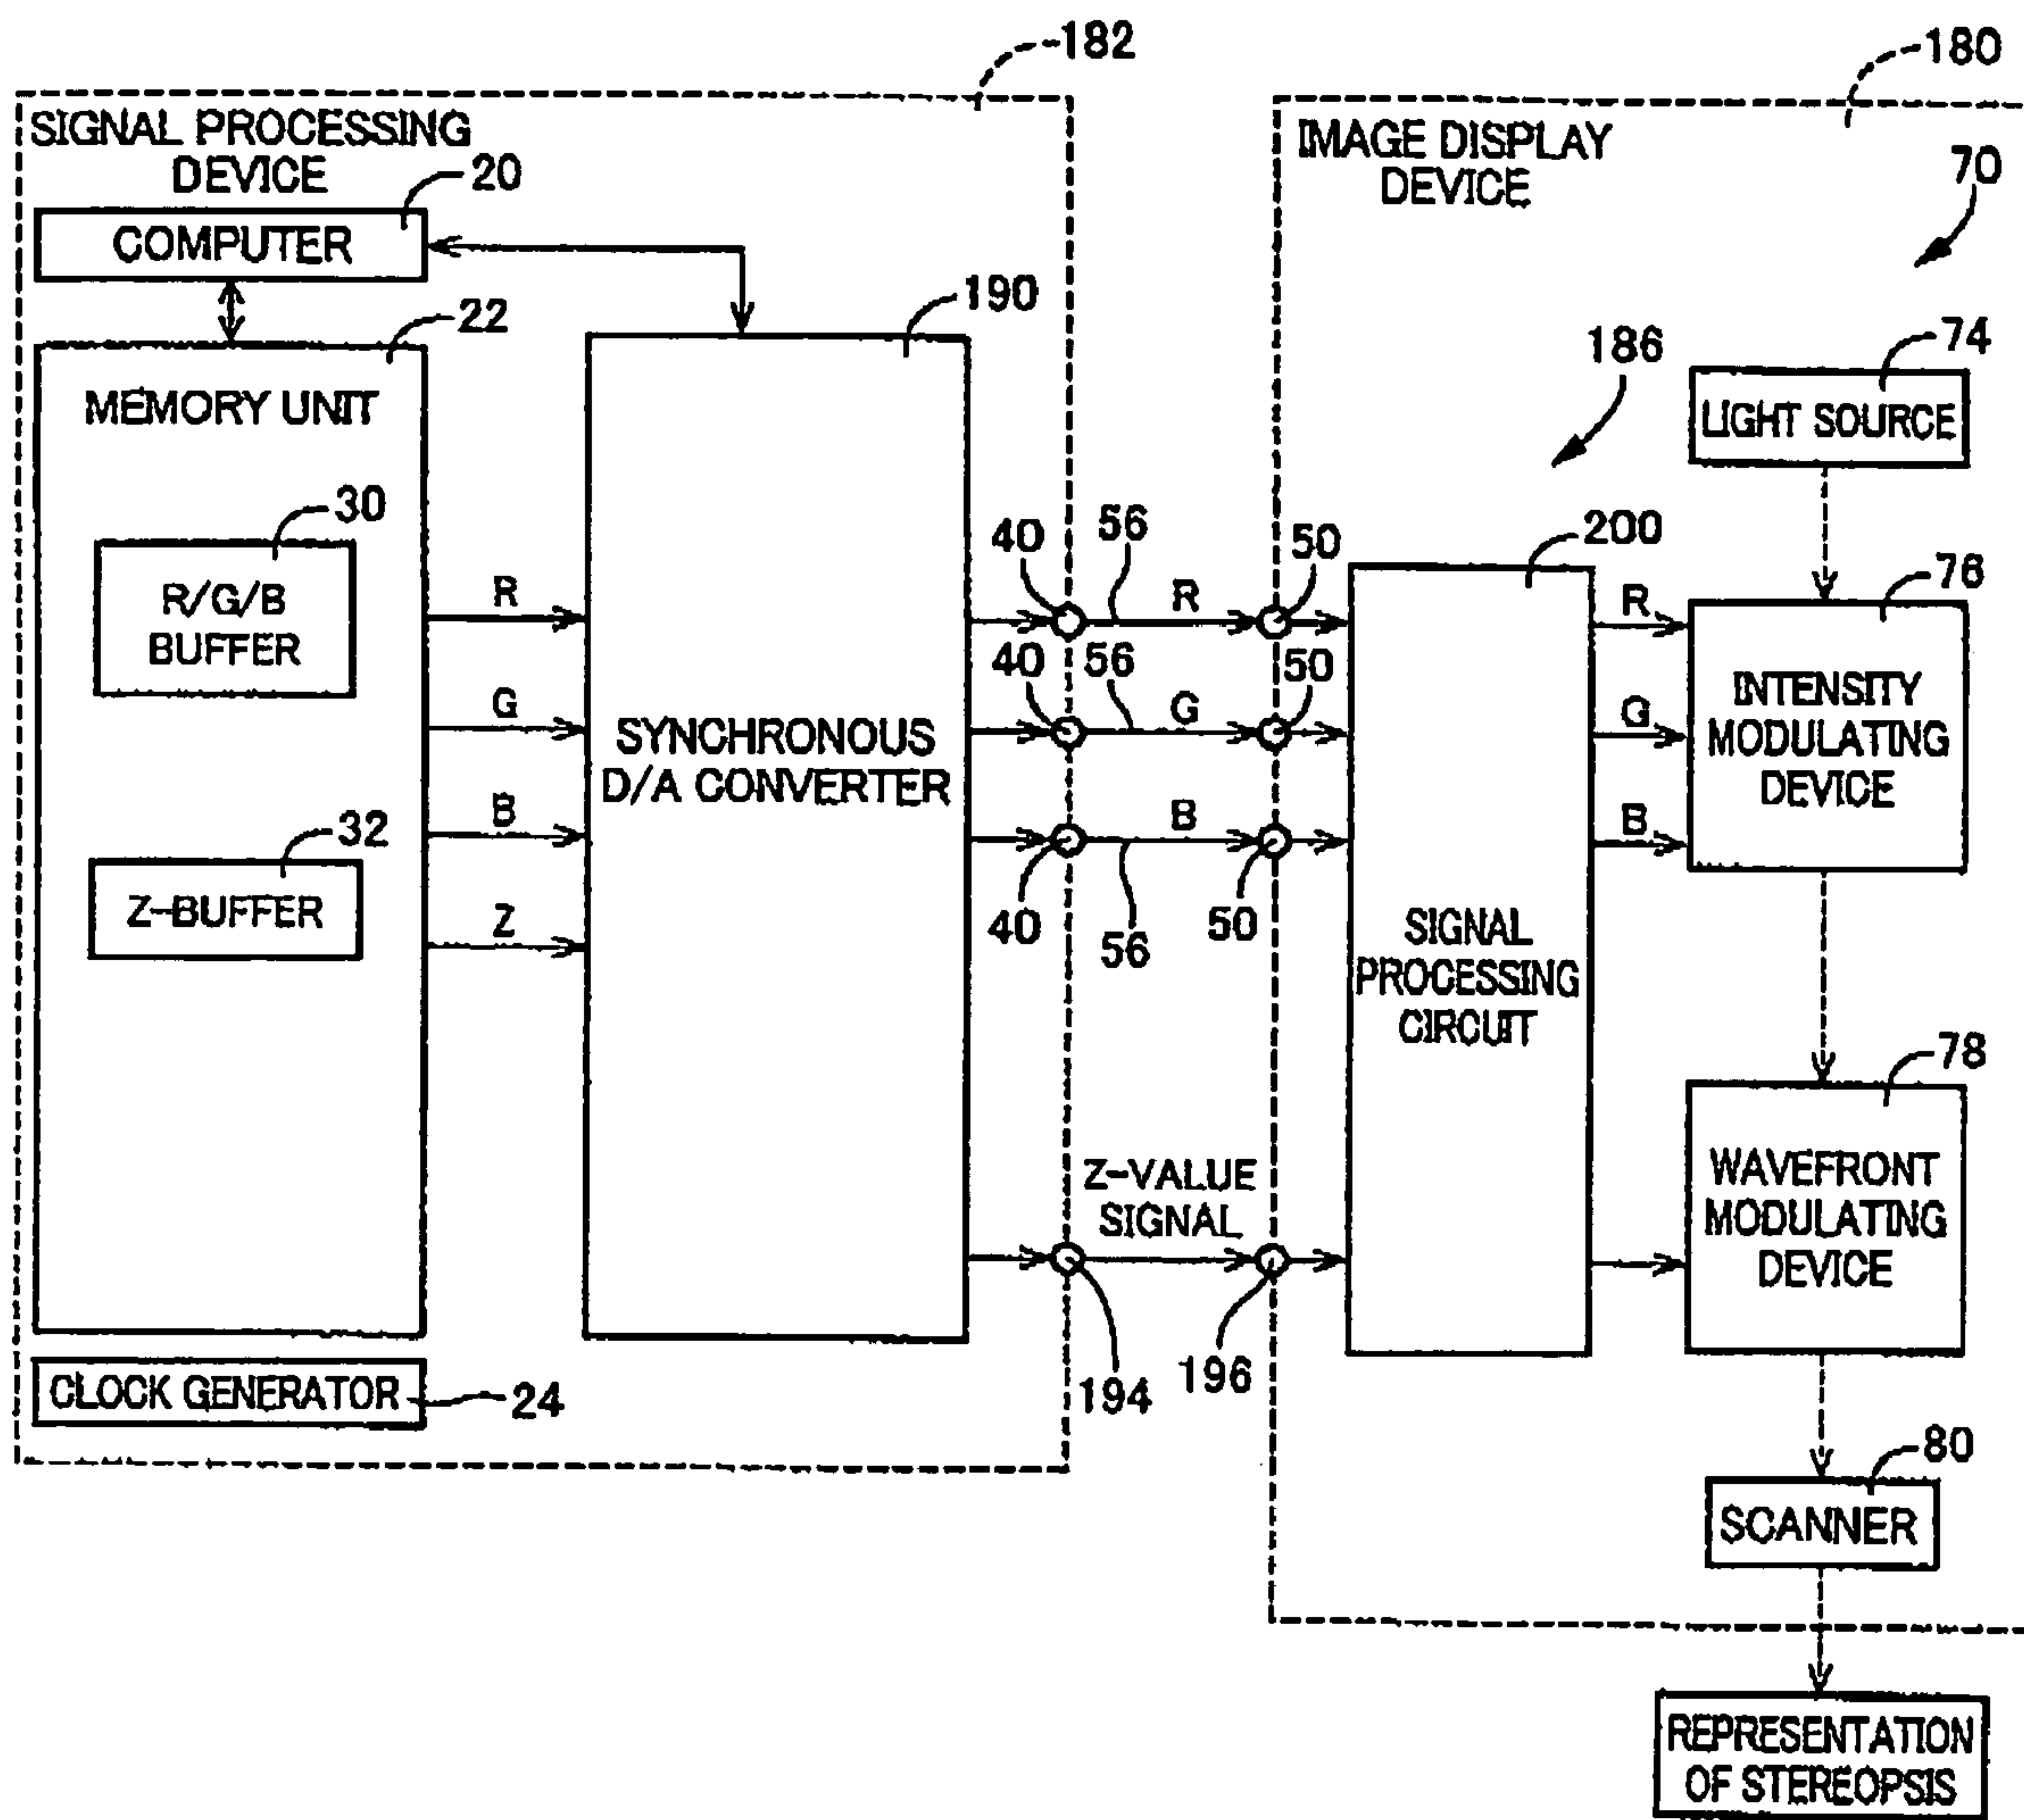 182
180
SIGNAL PROCESSING
DEVICE
20
COMPUTER
IMAGE DISPLAY
DEVICE
70
190
22
MEMORY UNIT
186
74
LIGHT SOURCE
30
R/G/B
BUFFER
R
G
B
Z
32
Z-BUFFER
SYNCHRONOUS
D/A CONVERTER
40
56
R
50
40
56
G
50
B
40
56
50
200
SIGNAL
PROCESSING
CIRCUIT
R
G
B
76
INTENSITY
MODULATING
DEVICE
78
WAVEFRONT
MODULATING
DEVICE
Z-VALUE
SIGNAL
194
196
CLOCK GENERATOR
24
80
SCANNER
REPRESENTATION
OF STEREOPSIS